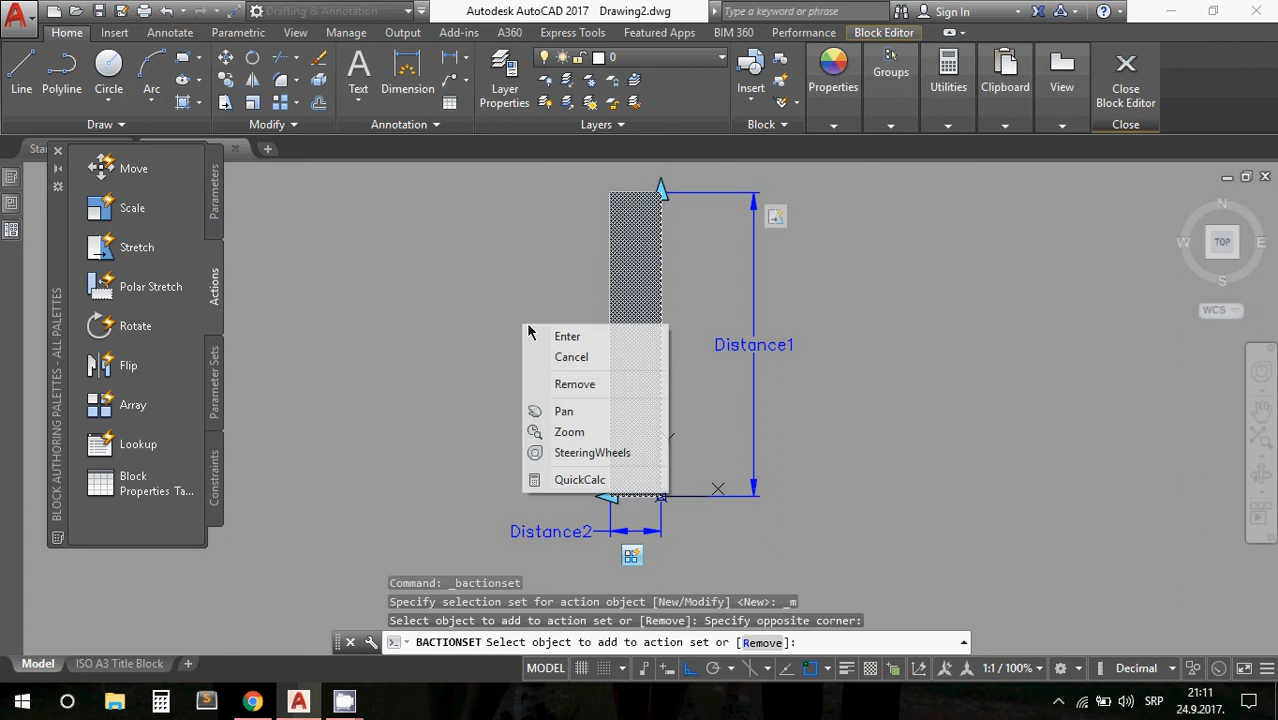 Drafting & Annotation
Autodesk AutoCAD 2017 Drawing2.dwg
Type a keyword or phrase
Sign In
Home Insert Annotate Parametric View Manage Output Add-ins A360 Express Tools Featured Apps BIM 360 Performance Block Editor
Line Polyline Circle Arc
Text Dimension
Layer Properties
0
Insert
Properties
Groups
Utilities
Clipboard
View
Close Block Editor
Draw Modify Annotation Layers Block Close
Move
Scale
Stretch
Polar Stretch
Rotate
Flip
Array
Lookup
Block
Properties Ta...
Parameters
Actions
Parameter Sets
Constraints
BLOCK AUTHORING PALETTES - ALL PALETTES
N
W TOP E
S
WCS
Distance1
Enter
Cancel
Remove
Pan
Zoom
SteeringWheels
QuickCalc
Distance2
Command: _bactionset
Specify selection set for action object [New/Modify] <New>: _m
Select object to add to action set or [Remove]: Specify opposite corner:
BACTIONSET Select object to add to action set or [Remove]:
Model ISO A3 Title Block
MODEL 1:1 / 100% Decimal
SRP
21:11
24.9.2017.